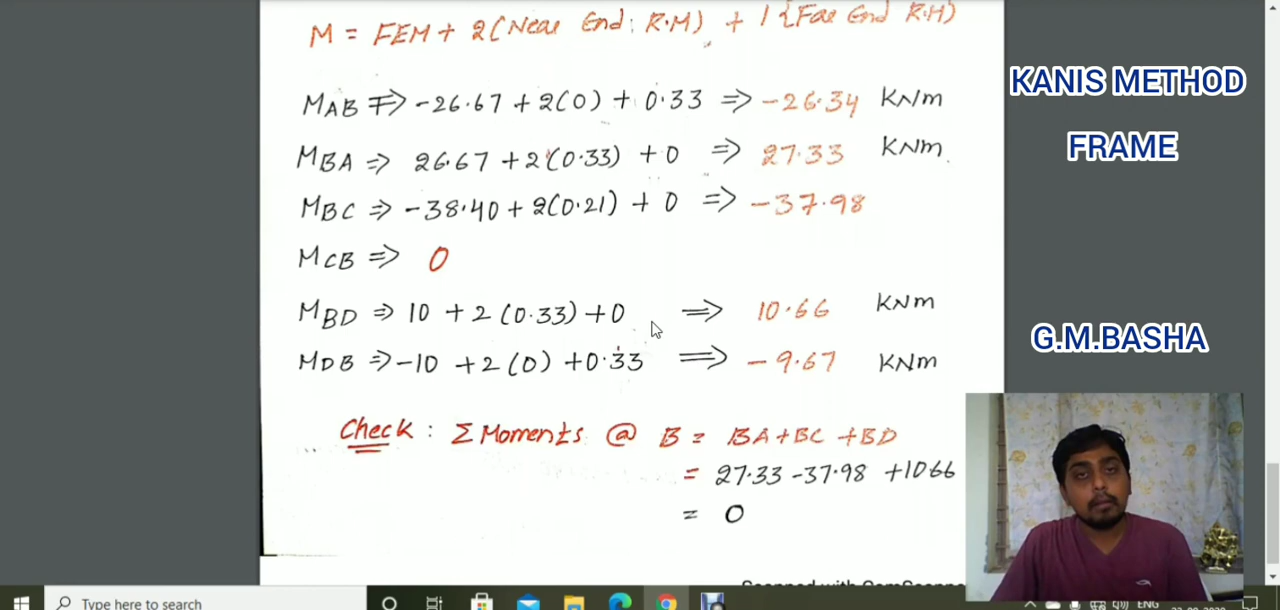 M = FEM + 2(Near End: R.M) + 1 {Far End R.M)
MAB => -26.67 + 2(0) + 0.33 => -26.34 KNm
MBA => 26.67 + 2(0.33) + 0 => 27.33 KNm.
MBC => -38.40 + 2(0.21) + 0 => -37.98
MCB => 0
MBD => 10 + 2 (0.33) + 0 => 10.66 KNm
MDB => -10 + 2 (0) + 0.33 => -9.67 KNm
Check : Σ Moments @ B = BA + BC + BD
= 27.33 - 37.98 + 1066
= 0
KANIS METHOD
FRAME
G.M.BASHA
Type here to search
ENG